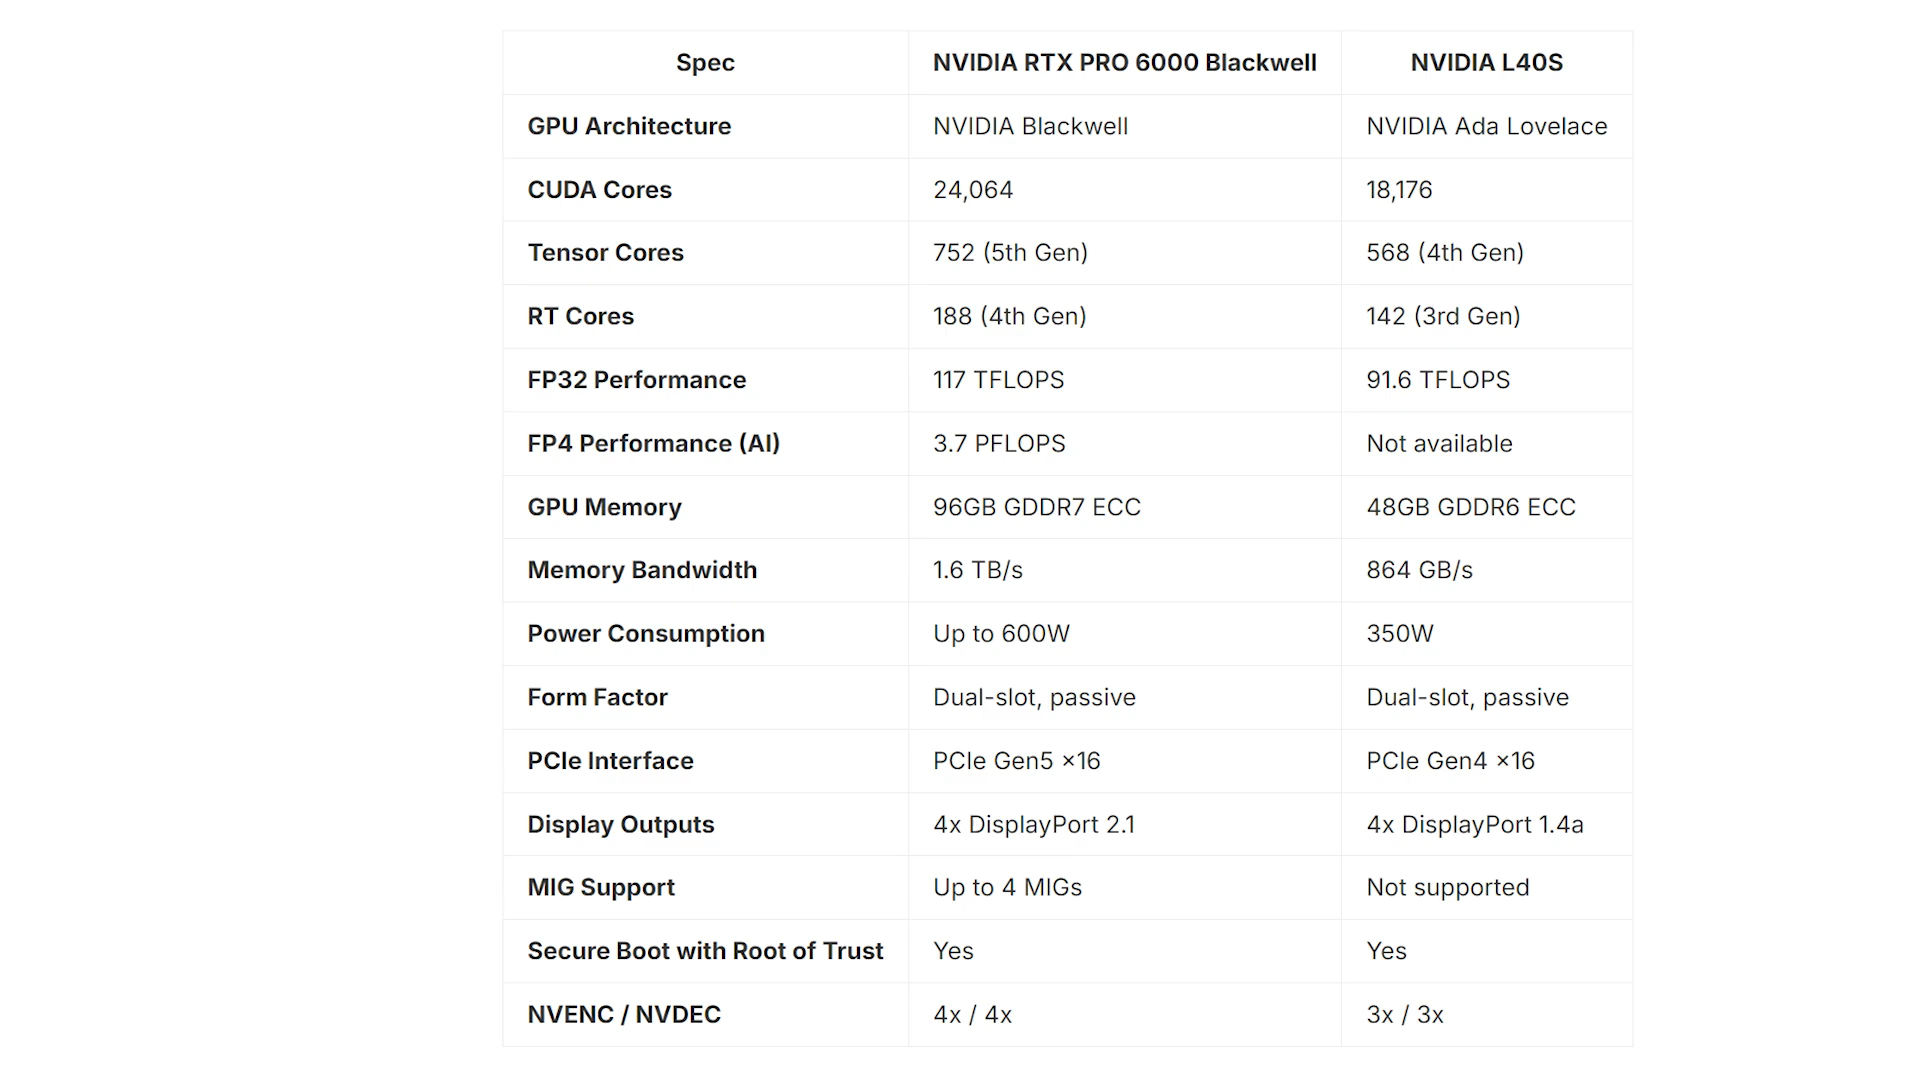 Spec NVIDIA RTX PRO 6000 Blackwell NVIDIA L40S
GPU Architecture NVIDIA Blackwell NVIDIA Ada Lovelace
CUDA Cores 24,064 18,176
Tensor Cores 752 (5th Gen) 568 (4th Gen)
RT Cores 188 (4th Gen) 142 (3rd Gen)
FP32 Performance 117 TFLOPS 91.6 TFLOPS
FP4 Performance (AI) 3.7 PFLOPS Not available
GPU Memory 96GB GDDR7 ECC 48GB GDDR6 ECC
Memory Bandwidth 1.6 TB/s 864 GB/s
Power Consumption Up to 600W 350W
Form Factor Dual-slot, passive Dual-slot, passive
PCIe Interface PCIe Gen5 ×16 PCIe Gen4 ×16
Display Outputs 4x DisplayPort 2.1 4x DisplayPort 1.4a
MIG Support Up to 4 MIGs Not supported
Secure Boot with Root of Trust Yes Yes
NVENC / NVDEC 4x / 4x 3x / 3x